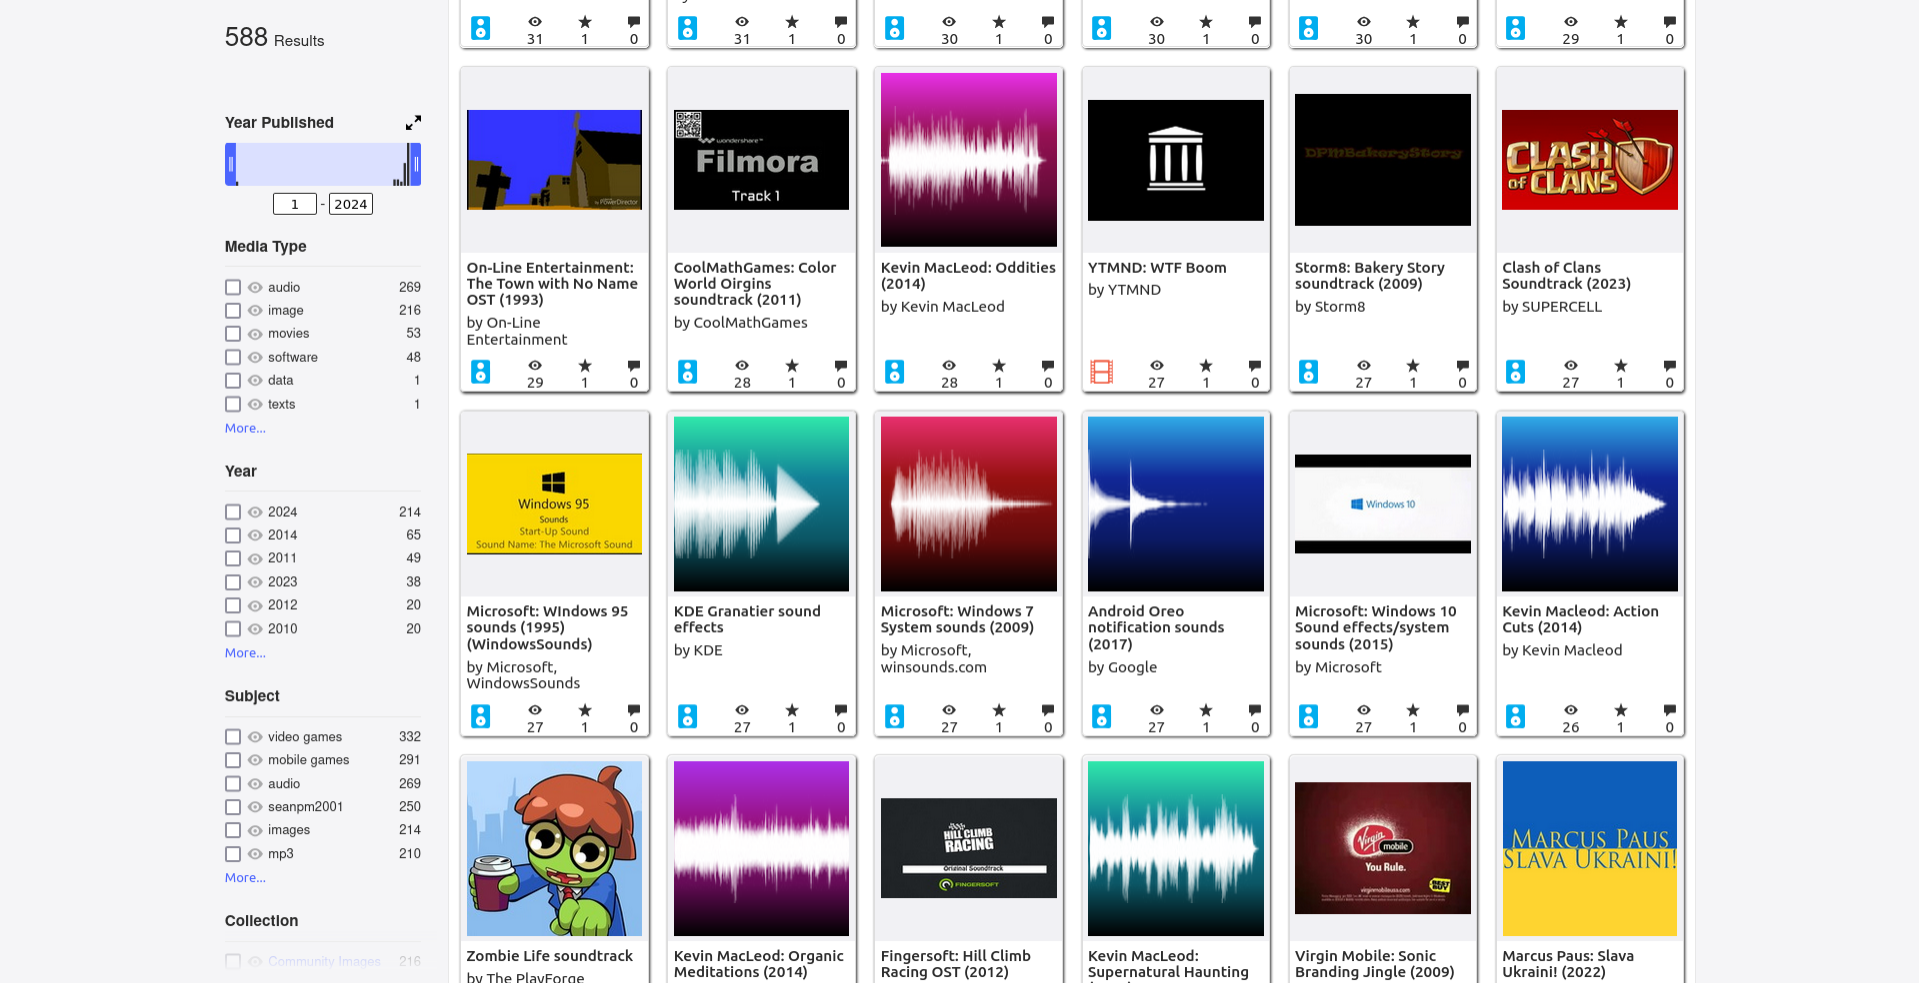 588 Results
Year Published
1 - 2024
Media Type
audio 269
image 216
movies 53
software 48
data 1
texts 1
More...
Year
2024 214
2014 65
2011 49
2023 38
2012 20
2010 20
More...
Subject
video games 332
mobile games 291
audio 269
seanpm2001 250
images 214
mp3 210
More...
Collection
Community Images 216
31 1 0
31 1 0
30 1 0
30 1 0
30 1 0
29 1 0
by PowerDirector
On-Line Entertainment:
The Town with No Name
OST (1993)
by On-Line
Entertainment
29 1 0
wondershare™
Filmora
Track 1
CoolMathGames: Color
World Oirgins
soundtrack (2011)
by CoolMathGames
28 1 0
Kevin MacLeod: Oddities
(2014)
by Kevin MacLeod
28 1 0
YTMND: WTF Boom
by YTMND
27 1 0
DPMBakeryStory
Storm8: Bakery Story
soundtrack (2009)
by Storm8
27 1 0
CLASH
OF CLANS
Clash of Clans
Soundtrack (2023)
by SUPERCELL
27 1 0
Windows 95
Sounds
Start-Up Sound
Sound Name: The Microsoft Sound
Microsoft: WIndows 95
sounds (1995)
(WindowsSounds)
by Microsoft,
WindowsSounds
27 1 0
KDE Granatier sound
effects
by KDE
27 1 0
Microsoft: Windows 7
System sounds (2009)
by Microsoft,
winsounds.com
27 1 0
Android Oreo
notification sounds
(2017)
by Google
27 1 0
Windows 10
Microsoft: Windows 10
Sound effects/system
sounds (2015)
by Microsoft
27 1 0
Kevin Macleod: Action
Cuts (2014)
by Kevin Macleod
26 1 0
Zombie Life soundtrack
by The PlayForge
Kevin MacLeod: Organic
Meditations (2014)
HILL CLIMB
RACING
Original Soundtrack
FINGERSOFT
Fingersoft: Hill Climb
Racing OST (2012)
Kevin MacLeod:
Supernatural Haunting
Virgin
mobile
You Rule.
virginmobileusa.com
BEST
BUY
Virgin Mobile: Sonic
Branding Jingle (2009)
MARCUS PAUS
SLAVA UKRAINI!
Marcus Paus: Slava
Ukraini! (2022)